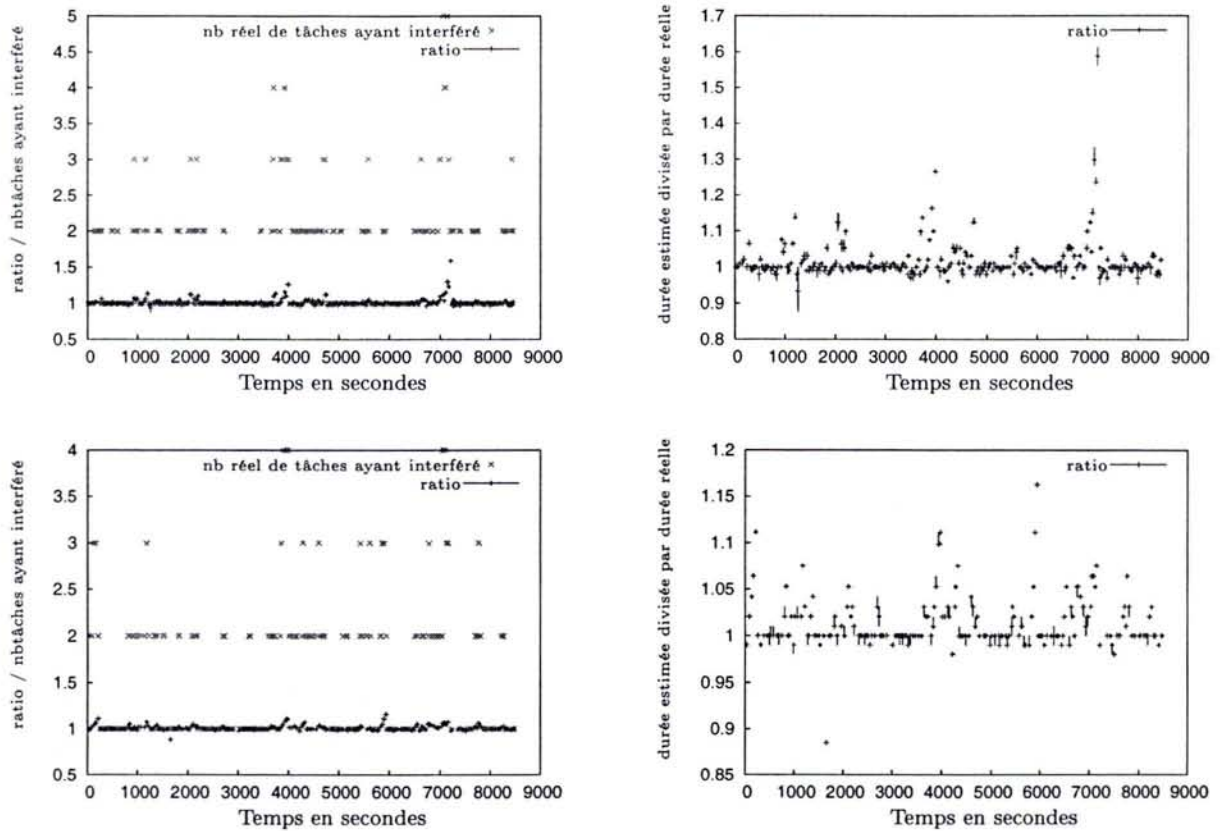 ratio / nbtâches ayant interféré
5
4.5
4
3.5
3
2.5
2
1.5
1
0.5
nb réel de tâches ayant interféré ×
ratio
0 1000 2000 3000 4000 5000 6000 7000 8000 9000
Temps en secondes
durée estimée divisée par durée réelle
1.7
1.6
1.5
1.4
1.3
1.2
1.1
1
0.9
0.8
ratio
0 1000 2000 3000 4000 5000 6000 7000 8000 9000
Temps en secondes
ratio / nbtâches ayant interféré
4
3.5
3
2.5
2
1.5
1
0.5
nb réel de tâches ayant interféré ×
ratio
0 1000 2000 3000 4000 5000 6000 7000 8000 9000
Temps en secondes
durée estimée divisée par durée réelle
1.2
1.15
1.1
1.05
1
0.95
0.9
0.85
ratio
0 1000 2000 3000 4000 5000 6000 7000 8000 9000
Temps en secondes